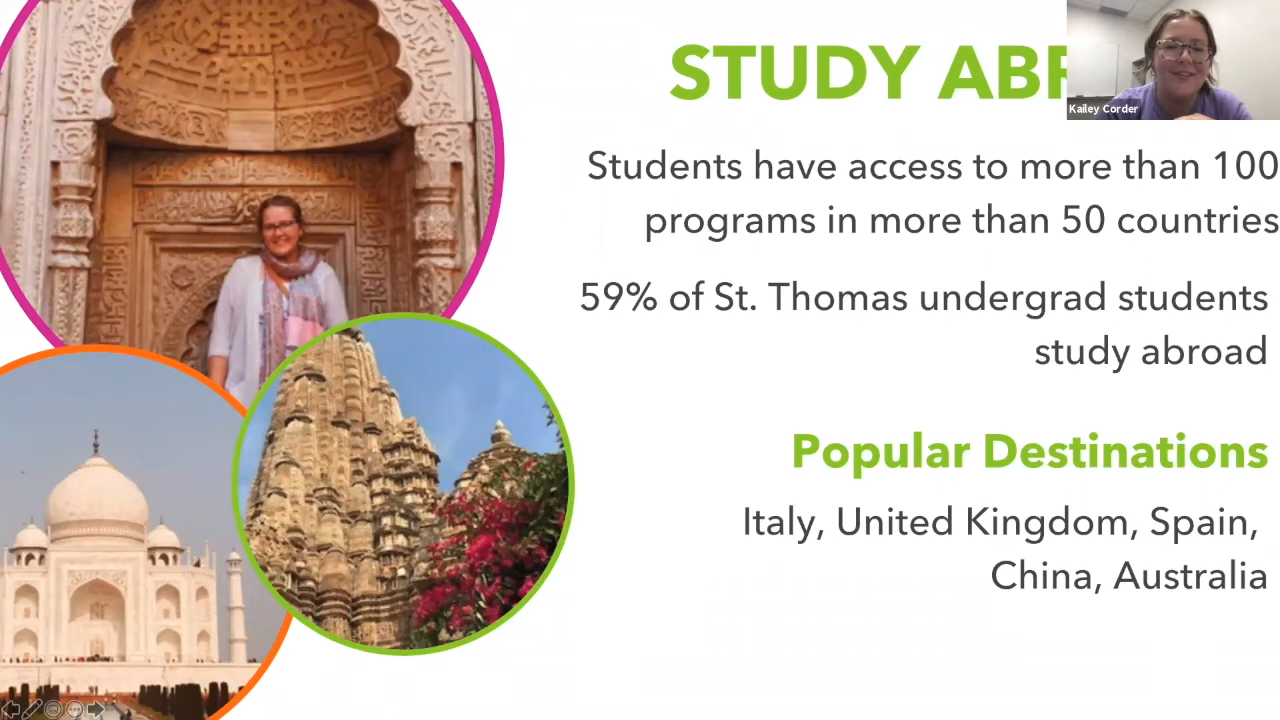 STUDY ABR
Kailey Corder
Students have access to more than 100
programs in more than 50 countries
59% of St. Thomas undergrad students
study abroad
Popular Destinations
Italy, United Kingdom, Spain,
China, Australia